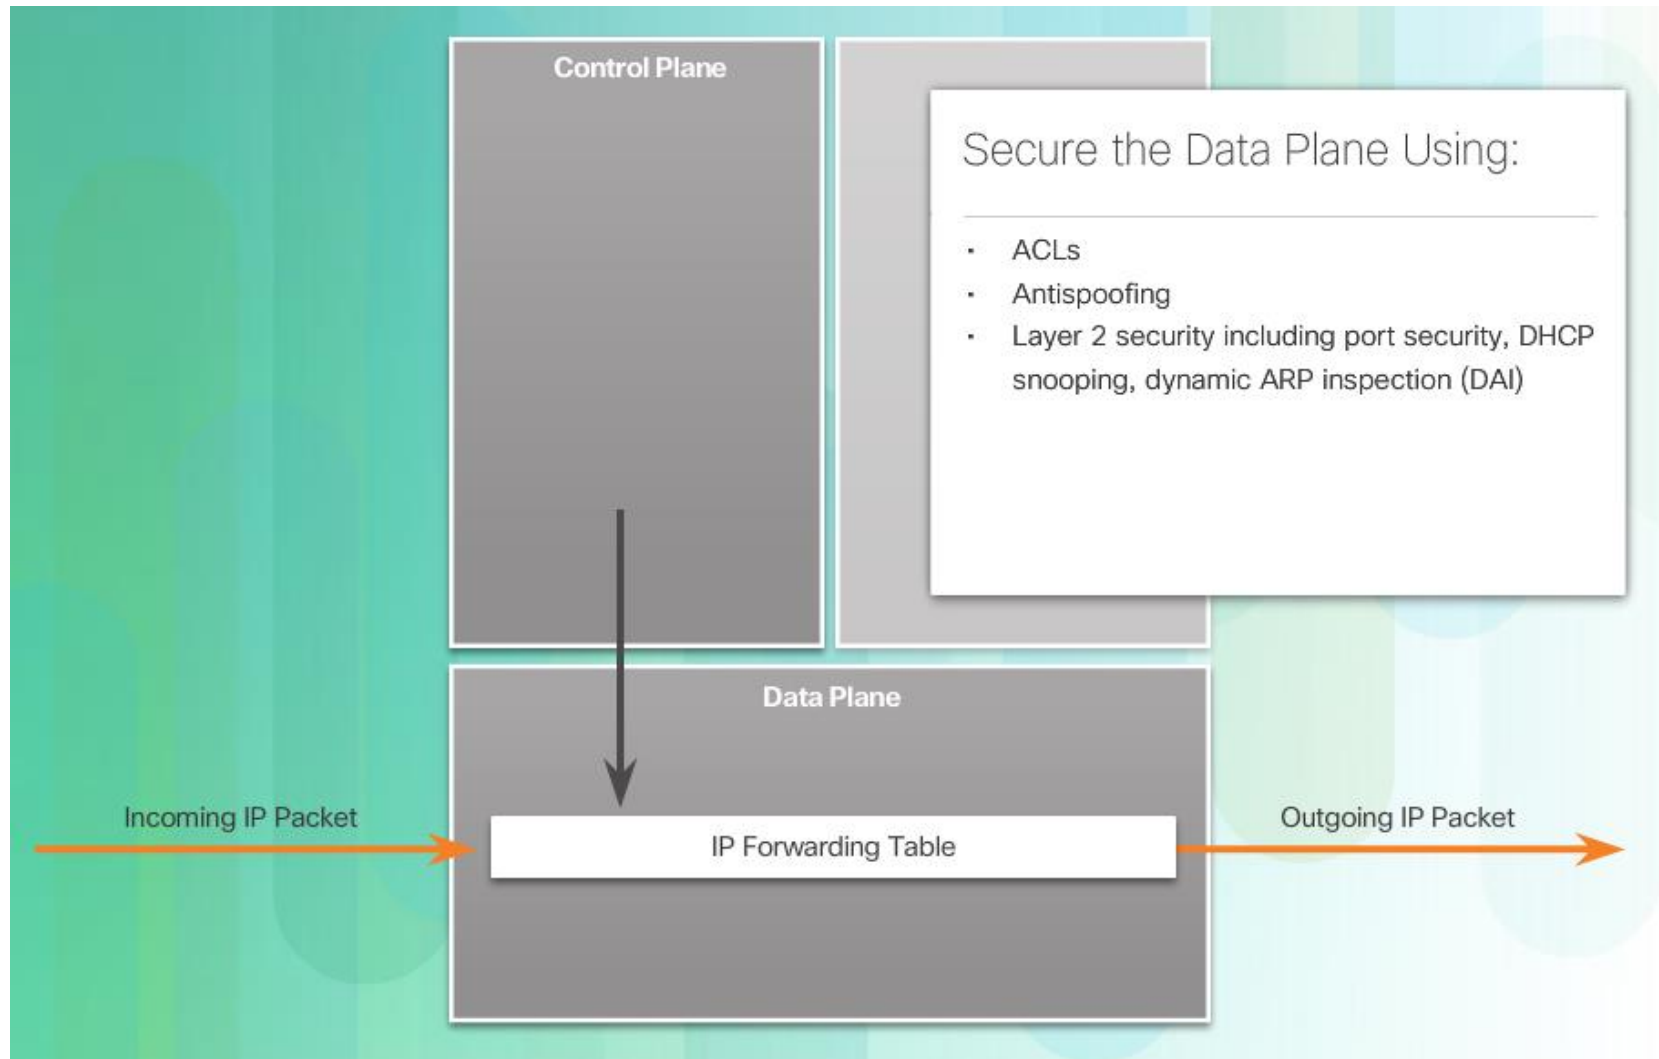 Control Plane
Secure the Data Plane Using:
· ACLs
· Antispoofing
· Layer 2 security including port security, DHCP
snooping, dynamic ARP inspection (DAI)
Data Plane
Incoming IP Packet
IP Forwarding Table
Outgoing IP Packet